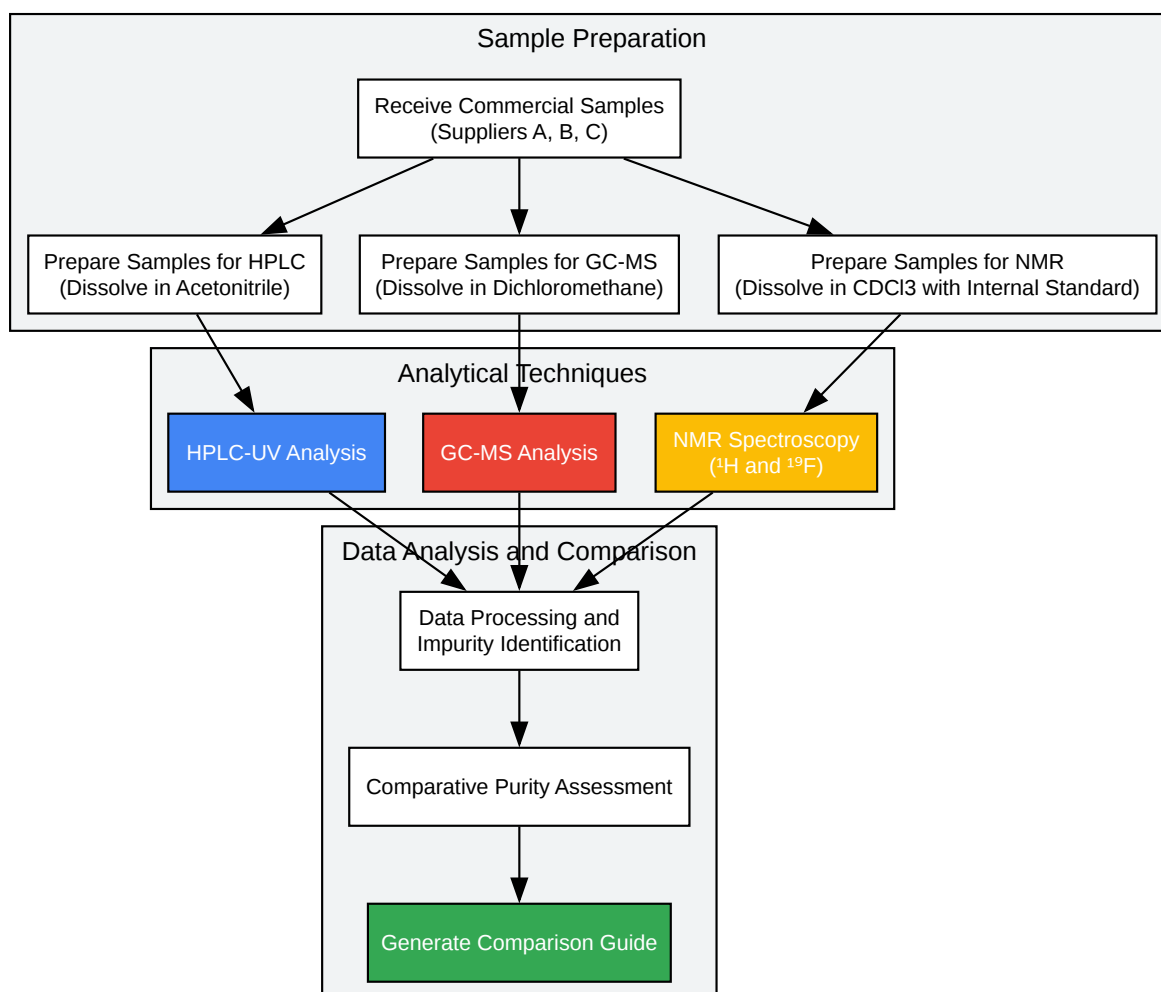 Sample Preparation
Receive Commercial Samples
(Suppliers A, B, C)
Prepare Samples for HPLC
(Dissolve in Acetonitrile)
Prepare Samples for GC-MS
(Dissolve in Dichloromethane)
Prepare Samples for NMR
(Dissolve in CDCl3 with Internal Standard)
Analytical Techniques
HPLC-UV Analysis
GC-MS Analysis
NMR Spectroscopy
(¹H and ¹⁹F)
Data Analysis and Comparison
Data Processing and
Impurity Identification
Comparative Purity Assessment
Generate Comparison Guide